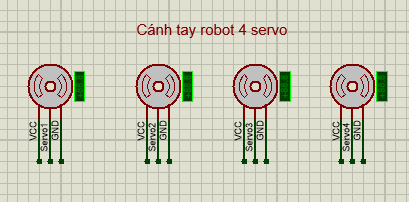 Cánh tay robot 4 servo
VCC
Servo1
GND
VCC
Servo2
GND
VCC
Servo3
GND
VCC
Servo4
GND